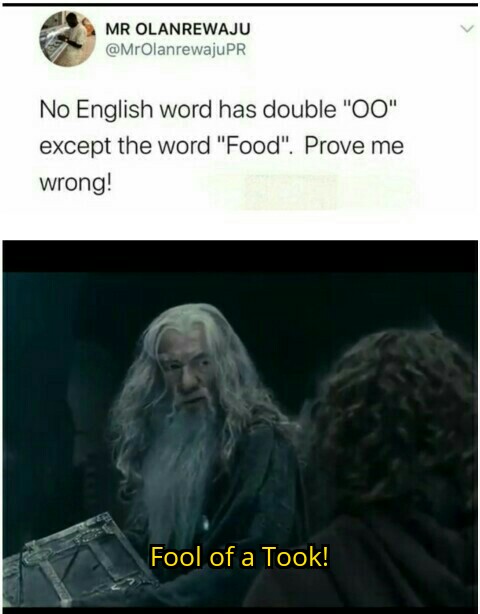 MR OLANREWAJU
@MrOlanrewajuPR
No English word has double "OO"
except the word "Food". Prove me
wrong!
Fool of a Took!